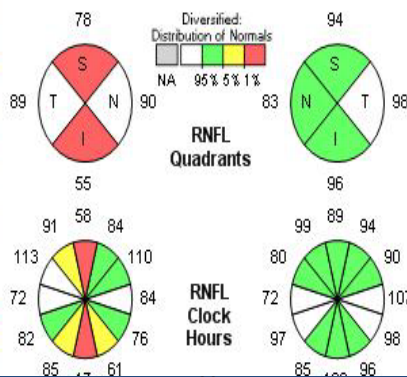 78
Diversified:
Distribution of Normals
94
NA 95% 5% 1%
S
89 T N 90
I
55
RNFL
Quadrants
S
83 N T 98
I
96
58
91 84
113 110
72 84
82 76
85 61
RNFL
Clock
Hours
89
99 94
80 90
72 107
97 98
85 96